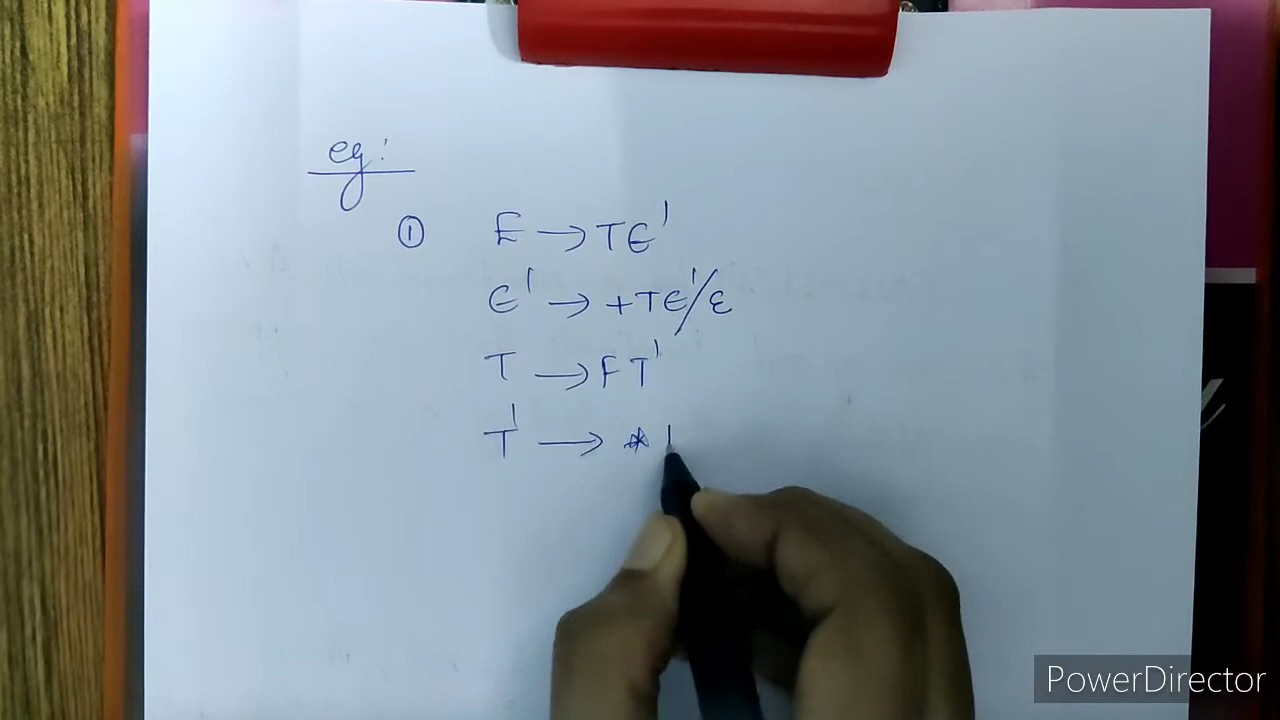 eg:
① E → TE'
E' → +TE'/ε
T → FT'
T' → *
PowerDirector